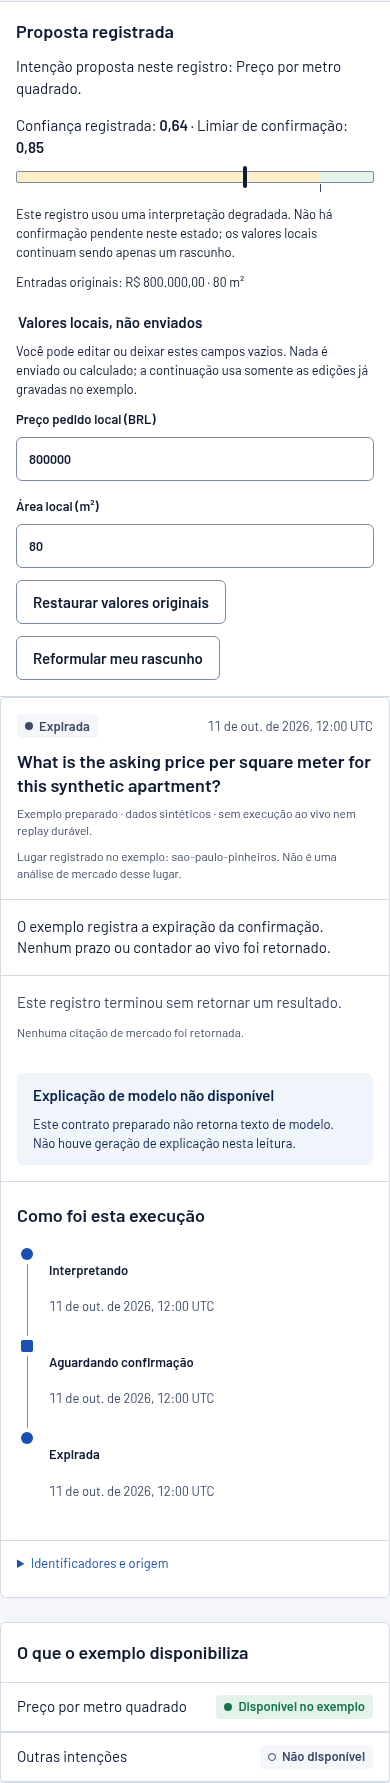 Proposta registrada
Intenção proposta neste registro: Preço por metro
quadrado.
Confiança registrada: 0,64 · Limiar de confirmação:
0,85
Este registro usou uma interpretação degradada. Não há
confirmação pendente neste estado; os valores locais
continuam sendo apenas um rascunho.
Entradas originais: R$ 800.000,00 · 80 m²
Valores locais, não enviados
Você pode editar ou deixar estes campos vazios. Nada é
enviado ou calculado; a continuação usa somente as edições já
gravadas no exemplo.
Preço pedido local (BRL)
800000
Área local (m²)
80
Restaurar valores originais
Reformular meu rascunho
Expirada
11 de out. de 2026, 12:00 UTC
What is the asking price per square meter for
this synthetic apartment?
Exemplo preparado · dados sintéticos · sem execução ao vivo nem
replay durável.
Lugar registrado no exemplo: sao-paulo-pinheiros. Não é uma
análise de mercado desse lugar.
O exemplo registra a expiração da confirmação.
Nenhum prazo ou contador ao vivo foi retornado.
Este registro terminou sem retornar um resultado.
Nenhuma citação de mercado foi retornada.
Explicação de modelo não disponível
Este contrato preparado não retorna texto de modelo.
Não houve geração de explicação nesta leitura.
Como foi esta execução
Interpretando
11 de out. de 2026, 12:00 UTC
Aguardando confirmação
11 de out. de 2026, 12:00 UTC
Expirada
11 de out. de 2026, 12:00 UTC
Identificadores e origem
O que o exemplo disponibiliza
Preço por metro quadrado
Disponível no exemplo
Outras intenções
Não disponível